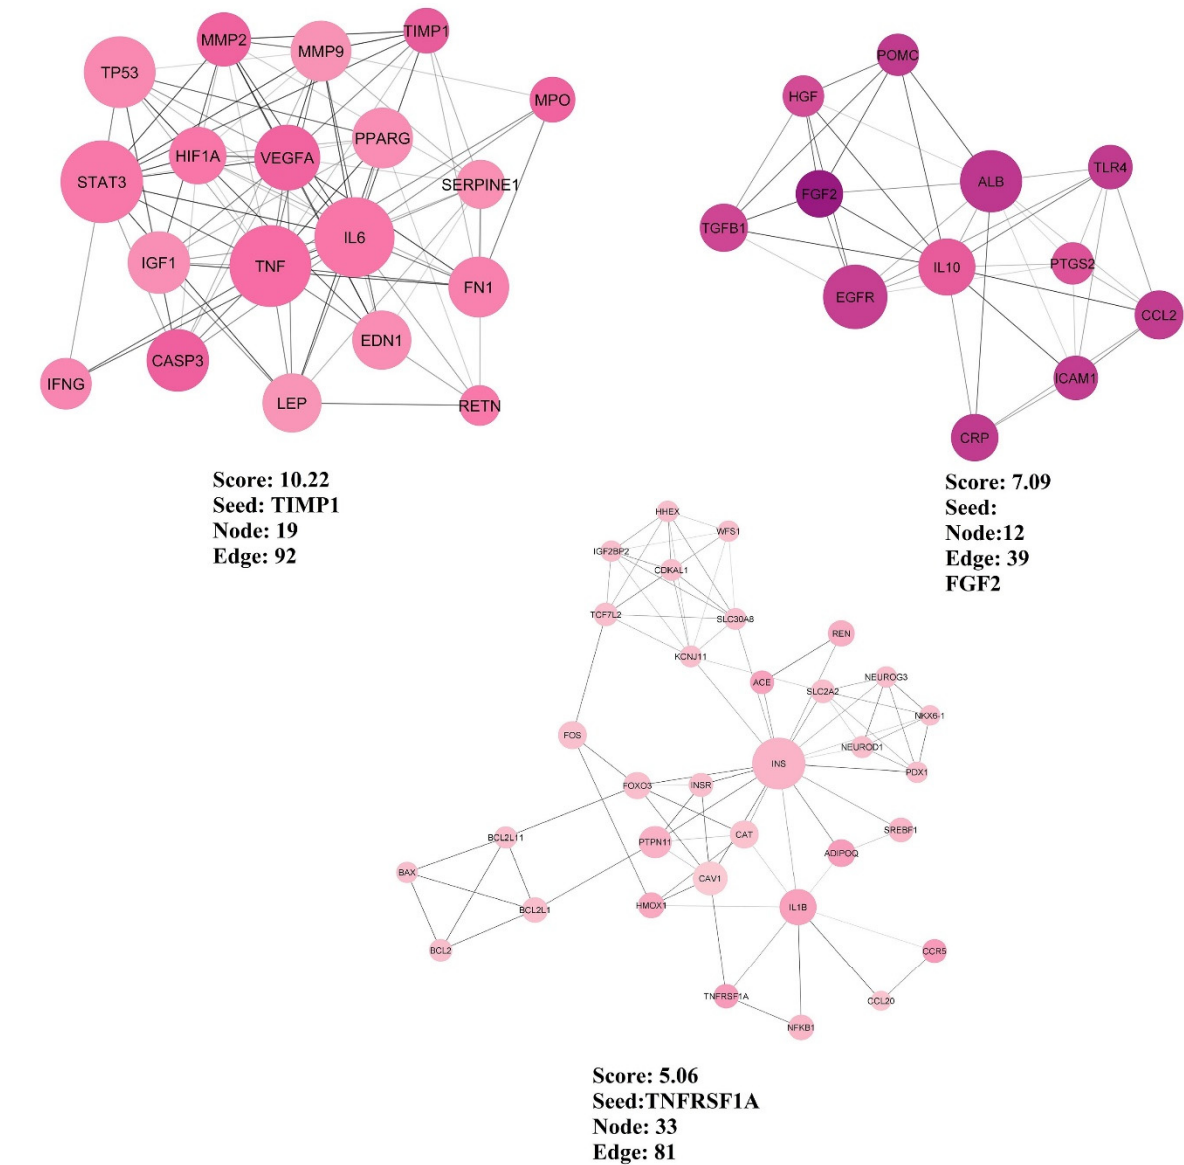 MMP2
TIMP1
MMP9
TP53
MPO
PPARG
HIF1A
VEGFA
STAT3
SERPINE1
IL6
IGF1
TNF
FN1
EDN1
CASP3
IFNG
LEP
RETN
Score: 10.22
Seed: TIMP1
Node: 19
Edge: 92
POMC
HGF
TLR4
ALB
FGF2
TGFB1
PTGS2
IL10
EGFR
CCL2
ICAM1
CRP
Score: 7.09
Seed:
Node:12
Edge: 39
FGF2
HHEX
WFS1
IGF2BP2
CDKAL1
TCF7L2
SLC30A8
REN
KCNJ11
ACE
SLC2A2
NEUROG3
NKX6-1
FOS
NEUROD1
INS
PDX1
FOXO3
INSR
SREBF1
CAT
BCL2L11
PTPN11
ADIPOQ
BAX
CAV1
HMOX1
IL1B
BCL2L1
BCL2
CCR5
TNFRSF1A
CCL20
NFKB1
Score: 5.06
Seed:TNFRSF1A
Node: 33
Edge: 81